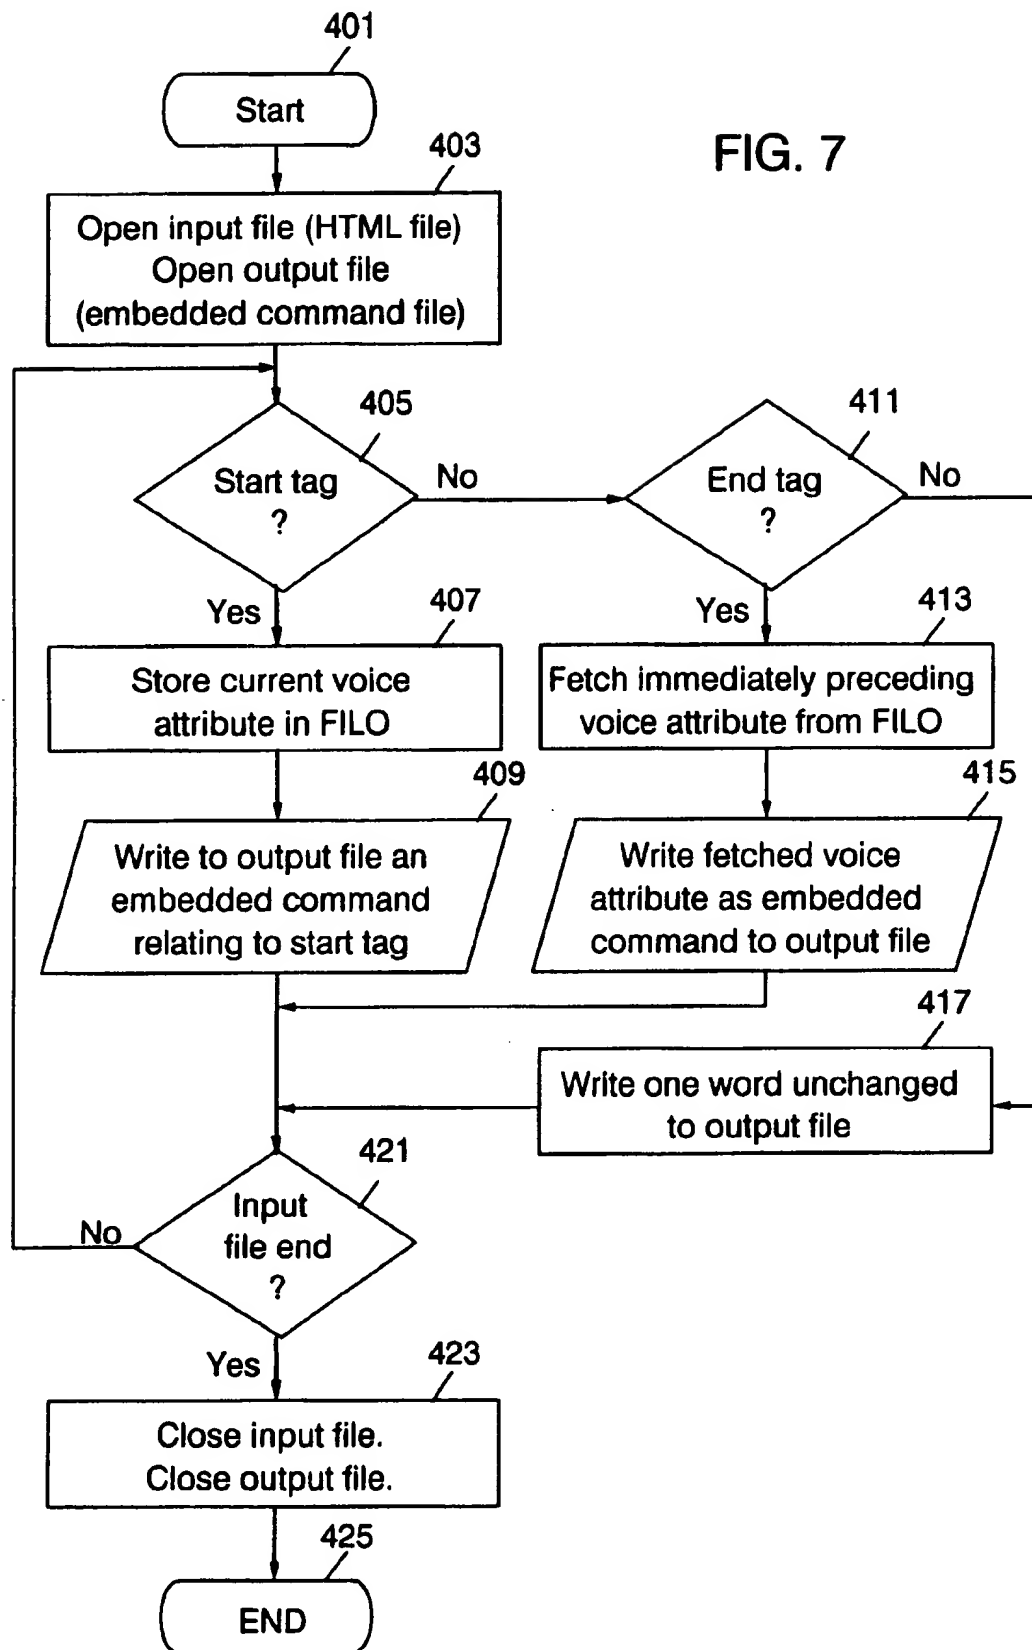 401
Start
FIG. 7
403
Open input file (HTML file)
Open output file
(embedded command file)
405
Start tag
?
No
Yes
411
End tag
?
No
Yes
407
Store current voice
attribute in FILO
413
Fetch immediately preceding
voice attribute from FILO
409
Write to output file an
embedded command
relating to start tag
415
Write fetched voice
attribute as embedded
command to output file
417
Write one word unchanged
to output file
421
Input
file end
?
No
Yes
423
Close input file.
Close output file.
425
END